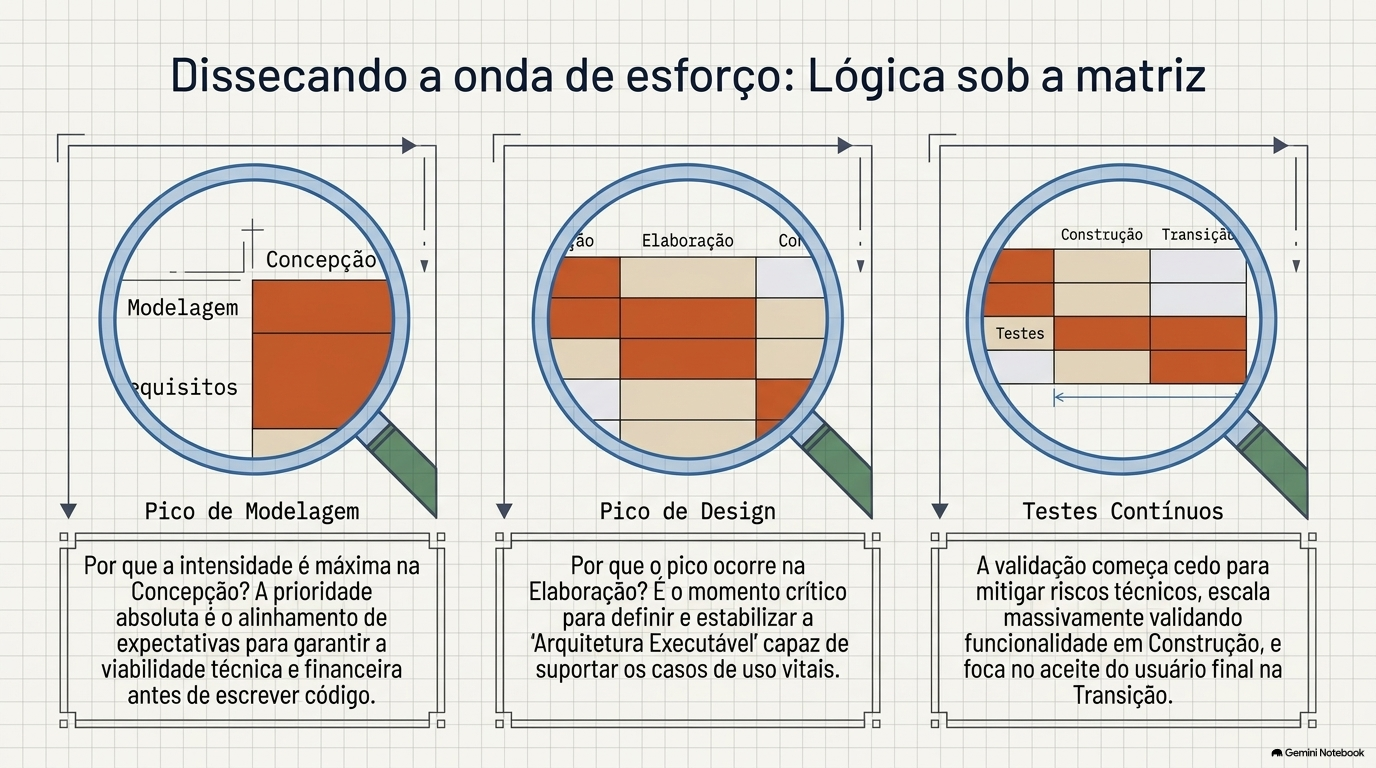 Dissecando a onda de esforço: Lógica sob a matriz
Concepção
Modelagem
equisitos
Pico de Modelagem
Por que a intensidade é máxima na
Concepção? A prioridade
absoluta é o alinhamento de
expectativas para garantir a
viabilidade técnica e financeira
antes de escrever código.
ção Elaboração Con
Pico de Design
Por que o pico ocorre na
Elaboração? É o momento crítico
para definir e estabilizar a
'Arquitetura Executável' capaz de
suportar os casos de uso vitais.
Construção Transição
Testes
Testes Contínuos
A validação começa cedo para
mitigar riscos técnicos, escala
massivamente validando
funcionalidade em Construção, e
foca no aceite do usuário final na
Transição.
Gemini Notebook